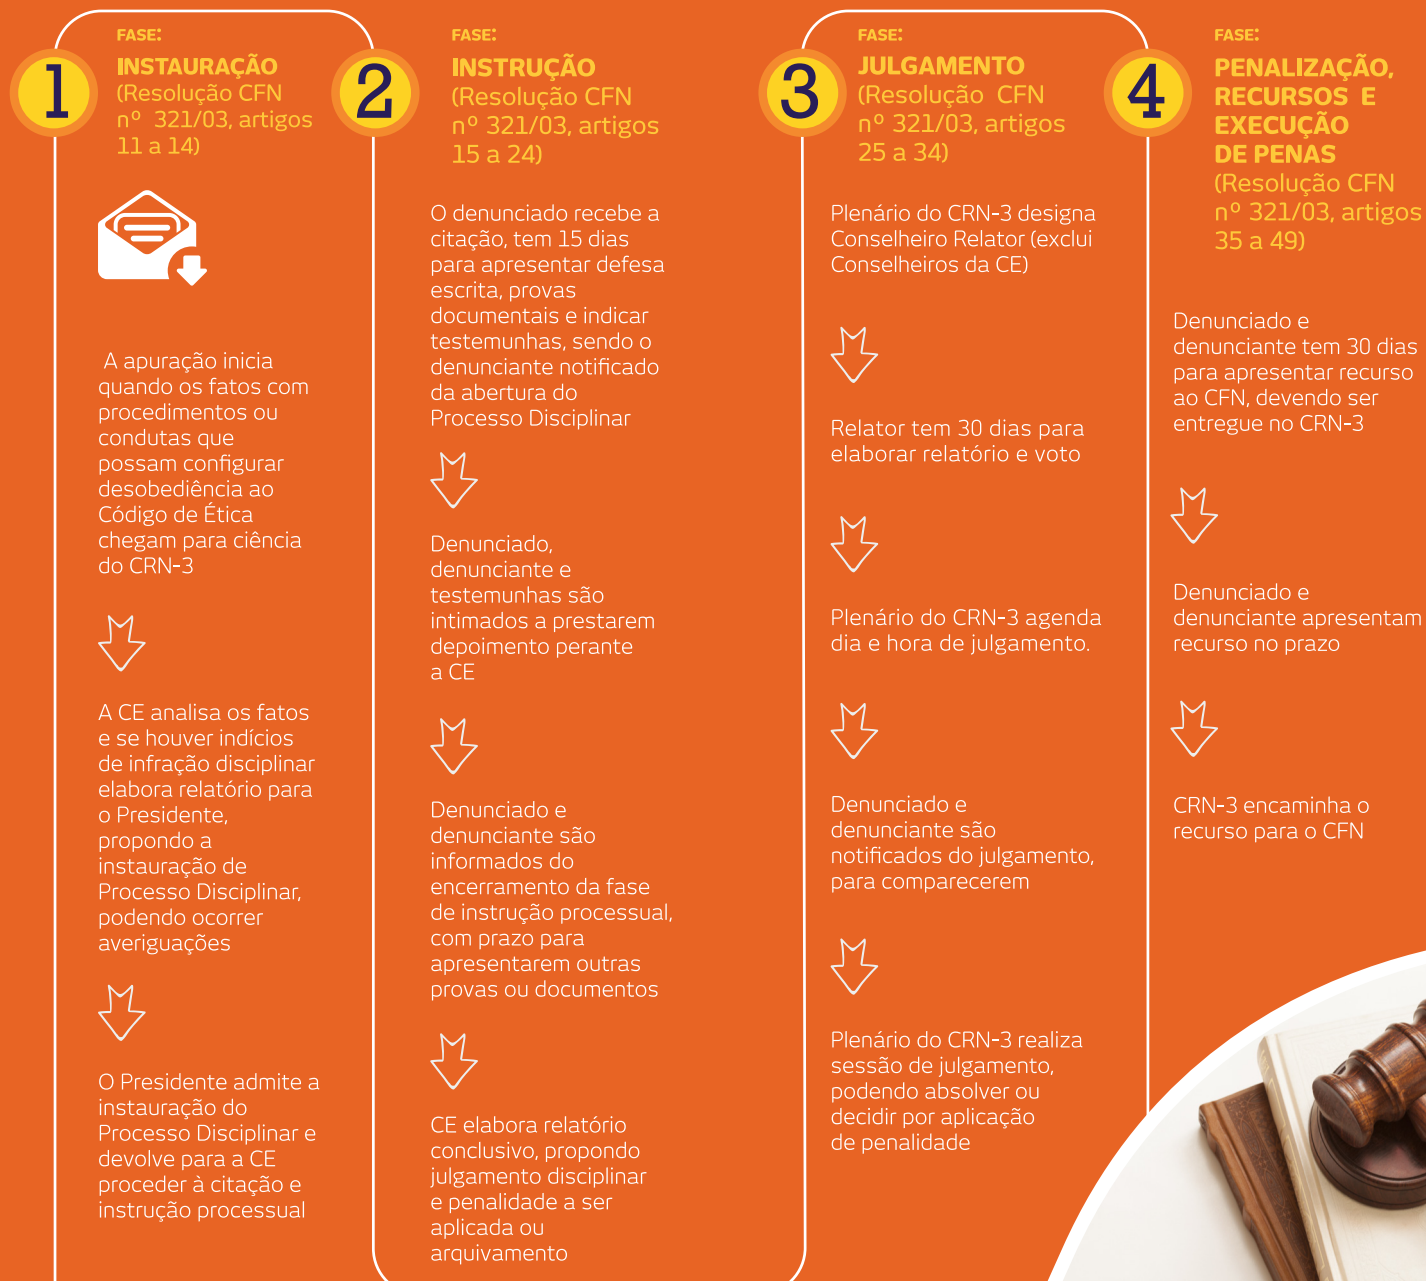 1
FASE:
INSTAURAÇÃO
(Resolução CFN
nº 321/03, artigos
11 a 14)
A apuração inicia
quando os fatos com
procedimentos ou
condutas que
possam configurar
desobediência ao
Código de Ética
chegam para ciência
do CRN-3
A CE analisa os fatos
e se houver indícios
de infração disciplinar
elabora relatório para
o Presidente,
propondo a
instauração de
Processo Disciplinar,
podendo ocorrer
averiguações
O Presidente admite a
instauração do
Processo Disciplinar e
devolve para a CE
proceder à citação e
instrução processual
2
FASE:
INSTRUÇÃO
(Resolução CFN
nº 321/03, artigos
15 a 24)
O denunciado recebe a
citação, tem 15 dias
para apresentar defesa
escrita, provas
documentais e indicar
testemunhas, sendo o
denunciante notificado
da abertura do
Processo Disciplinar
Denunciado,
denunciante e
testemunhas são
intimados a prestarem
depoimento perante
a CE
Denunciado e
denunciante são
informados do
encerramento da fase
de instrução processual,
com prazo para
apresentarem outras
provas ou documentos
CE elabora relatório
conclusivo, propondo
julgamento disciplinar
e penalidade a ser
aplicada ou
arquivamento
3
FASE:
JULGAMENTO
(Resolução CFN
nº 321/03, artigos
25 a 34)
Plenário do CRN-3 designa
Conselheiro Relator (exclui
Conselheiros da CE)
Relator tem 30 dias para
elaborar relatório e voto
Plenário do CRN-3 agenda
dia e hora de julgamento.
Denunciado e
denunciante são
notificados do julgamento,
para comparecerem
Plenário do CRN-3 realiza
sessão de julgamento,
podendo absolver ou
decidir por aplicação
de penalidade
4
FASE:
PENALIZAÇÃO,
RECURSOS E
EXECUÇÃO
DE PENAS
(Resolução CFN
nº 321/03, artigos
35 a 49)
Denunciado e
denunciante tem 30 dias
para apresentar recurso
ao CFN, devendo ser
entregue no CRN-3
Denunciado e
denunciante apresentam
recurso no prazo
CRN-3 encaminha o
recurso para o CFN